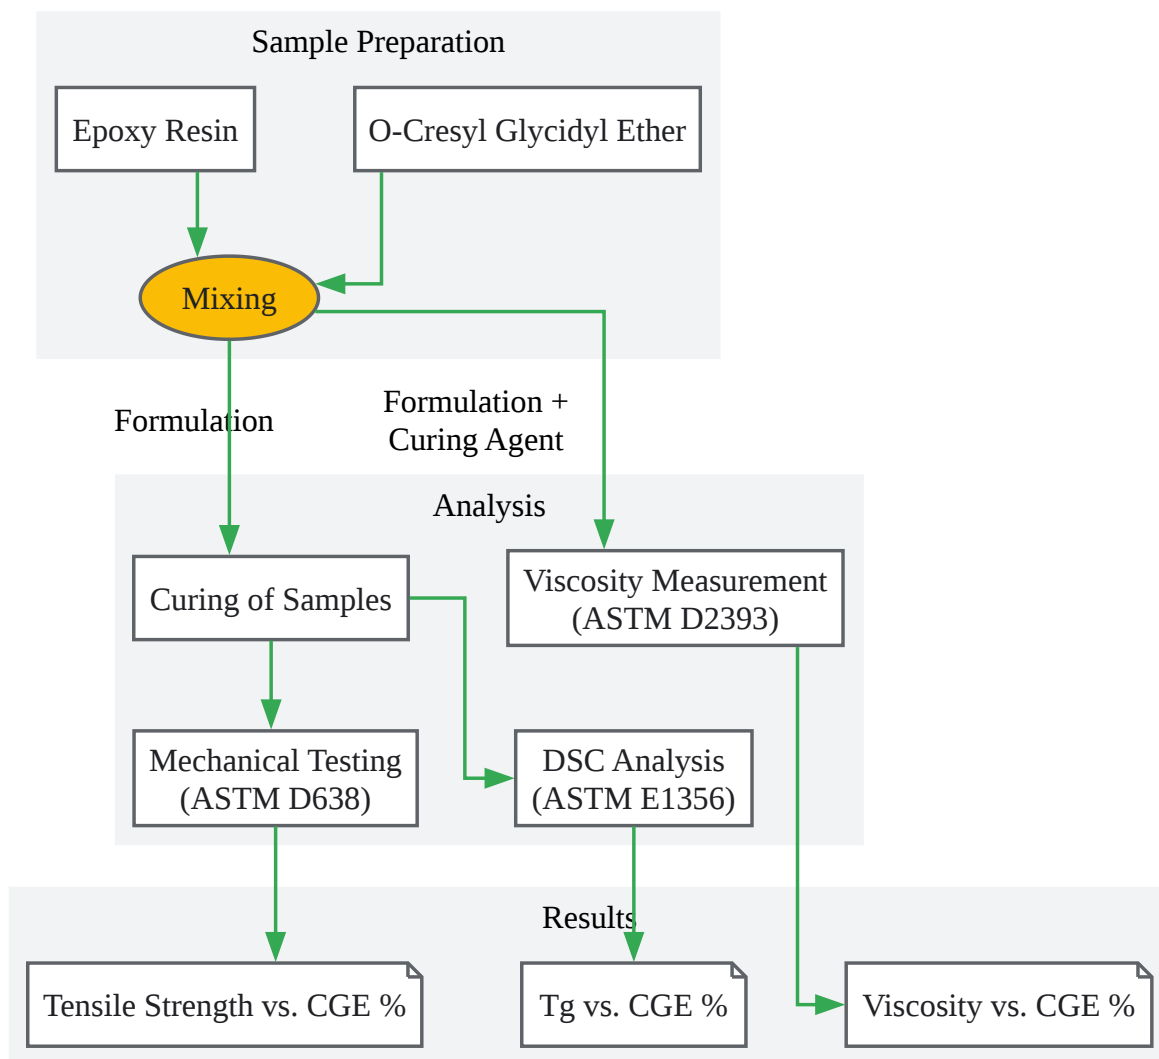 Sample Preparation
Epoxy Resin
O-Cresyl Glycidyl Ether
Mixing
Formulation
Formulation +
Curing Agent
Analysis
Curing of Samples
Viscosity Measurement
(ASTM D2393)
Mechanical Testing
(ASTM D638)
DSC Analysis
(ASTM E1356)
Results
Tensile Strength vs. CGE %
Tg vs. CGE %
Viscosity vs. CGE %